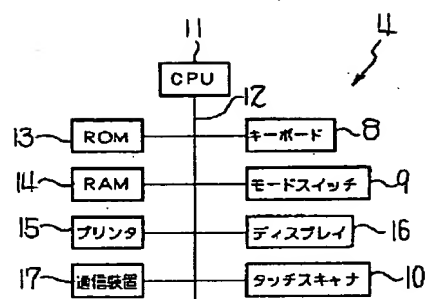 11
4
CPU
12
13 ROM キーボード 8
14 RAM モードスイッチ 9
15 プリンタ ディスプレイ 16
17 通信装置 タッチスキャナ 10